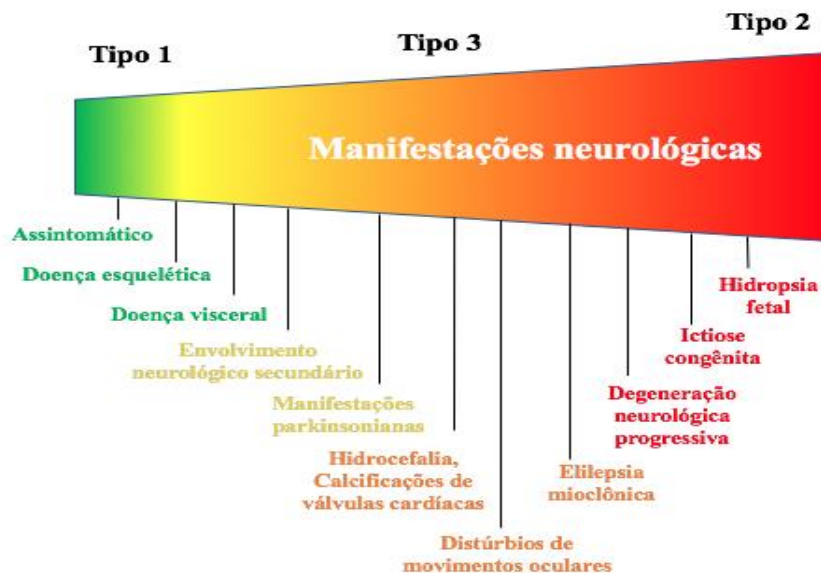 Tipo 1
Tipo 3
Tipo 2
Manifestações neurológicas
Assintomático
Doença esquelética
Doença visceral
Envolvimento
neurológico secundário
Manifestações
parkinsonianas
Hidrocefalia,
Calcificações de
válvulas cardíacas
Distúrbios de
movimentos oculares
Elilepsia
mioclônica
Degeneração
neurológica
progressiva
Ictiose
congênita
Hidropsia
fetal